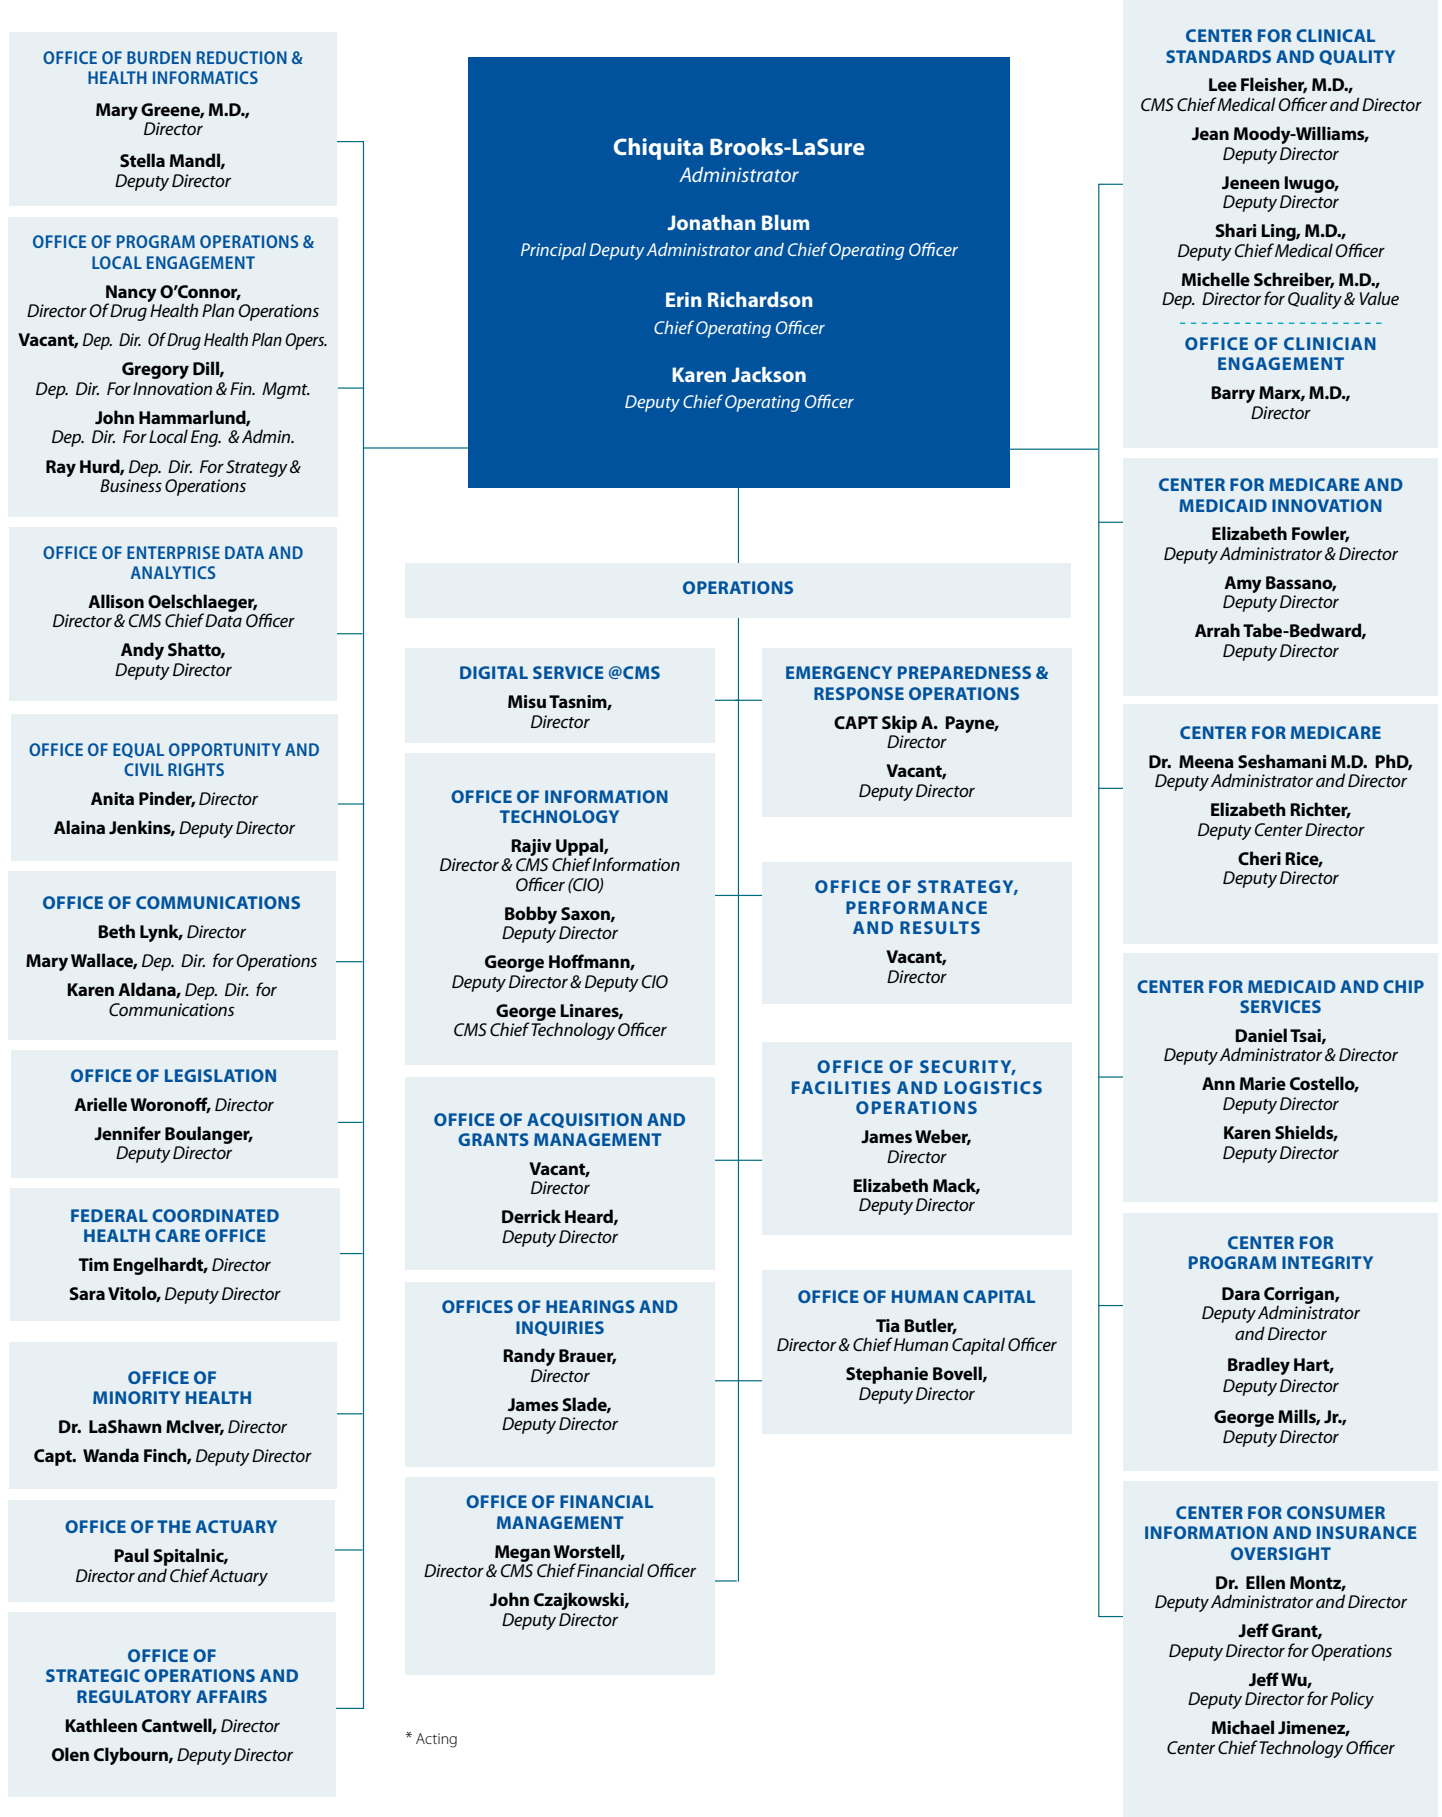 OFFICE OF BURDEN REDUCTION &
HEALTH INFORMATICS
Mary Greene, M.D.,
Director
Stella Mandl,
Deputy Director
OFFICE OF PROGRAM OPERATIONS &
LOCAL ENGAGEMENT
Nancy O’Connor,
Director Of Drug Health Plan Operations
Vacant, Dep. Dir. Of Drug Health Plan Opers.
Gregory Dill,
Dep. Dir. For Innovation & Fin. Mgmt.
John Hammarlund,
Dep. Dir. For Local Eng. & Admin.
Ray Hurd, Dep. Dir. For Strategy &
Business Operations
OFFICE OF ENTERPRISE DATA AND
ANALYTICS
Allison Oelschlaeger,
Director & CMS Chief Data Officer
Andy Shatto,
Deputy Director
OFFICE OF EQUAL OPPORTUNITY AND
CIVIL RIGHTS
Anita Pinder, Director
Alaina Jenkins, Deputy Director
OFFICE OF COMMUNICATIONS
Beth Lynk, Director
Mary Wallace, Dep. Dir. for Operations
Karen Aldana, Dep. Dir. for
Communications
OFFICE OF LEGISLATION
Arielle Woronoff, Director
Jennifer Boulanger,
Deputy Director
FEDERAL COORDINATED
HEALTH CARE OFFICE
Tim Engelhardt, Director
Sara Vitolo, Deputy Director
OFFICE OF
MINORITY HEALTH
Dr. LaShawn McIver, Director
Capt. Wanda Finch, Deputy Director
OFFICE OF THE ACTUARY
Paul Spitalnic,
Director and Chief Actuary
OFFICE OF
STRATEGIC OPERATIONS AND
REGULATORY AFFAIRS
Kathleen Cantwell, Director
Olen Clybourn, Deputy Director
Chiquita Brooks-LaSure
Administrator
Jonathan Blum
Principal Deputy Administrator and Chief Operating Officer
Erin Richardson
Chief Operating Officer
Karen Jackson
Deputy Chief Operating Officer
OPERATIONS
DIGITAL SERVICE @CMS
Misu Tasnim,
Director
OFFICE OF INFORMATION
TECHNOLOGY
Rajiv Uppal,
Director & CMS Chief Information
Officer (CIO)
Bobby Saxon,
Deputy Director
George Hoffmann,
Deputy Director & Deputy CIO
George Linares,
CMS Chief Technology Officer
OFFICE OF ACQUISITION AND
GRANTS MANAGEMENT
Vacant,
Director
Derrick Heard,
Deputy Director
OFFICES OF HEARINGS AND
INQUIRIES
Randy Brauer,
Director
James Slade,
Deputy Director
OFFICE OF FINANCIAL
MANAGEMENT
Megan Worstell,
Director & CMS Chief Financial Officer
John Czajkowski,
Deputy Director
* Acting
EMERGENCY PREPAREDNESS &
RESPONSE OPERATIONS
CAPT Skip A. Payne,
Director
Vacant,
Deputy Director
OFFICE OF STRATEGY,
PERFORMANCE
AND RESULTS
Vacant,
Director
OFFICE OF SECURITY,
FACILITIES AND LOGISTICS
OPERATIONS
James Weber,
Director
Elizabeth Mack,
Deputy Director
OFFICE OF HUMAN CAPITAL
Tia Butler,
Director & Chief Human Capital Officer
Stephanie Bovell,
Deputy Director
CENTER FOR CLINICAL
STANDARDS AND QUALITY
Lee Fleisher, M.D.,
CMS Chief Medical Officer and Director
Jean Moody-Williams,
Deputy Director
Jeneen Iwugo,
Deputy Director
Shari Ling, M.D.,
Deputy Chief Medical Officer
Michelle Schreiber, M.D.,
Dep. Director for Quality & Value
OFFICE OF CLINICIAN
ENGAGEMENT
Barry Marx, M.D.,
Director
CENTER FOR MEDICARE AND
MEDICAID INNOVATION
Elizabeth Fowler,
Deputy Administrator & Director
Amy Bassano,
Deputy Director
Arrah Tabe-Bedward,
Deputy Director
CENTER FOR MEDICARE
Dr. Meena Seshamani M.D. PhD,
Deputy Administrator and Director
Elizabeth Richter,
Deputy Center Director
Cheri Rice,
Deputy Director
CENTER FOR MEDICAID AND CHIP
SERVICES
Daniel Tsai,
Deputy Administrator & Director
Ann Marie Costello,
Deputy Director
Karen Shields,
Deputy Director
CENTER FOR
PROGRAM INTEGRITY
Dara Corrigan,
Deputy Administrator
and Director
Bradley Hart,
Deputy Director
George Mills, Jr.,
Deputy Director
CENTER FOR CONSUMER
INFORMATION AND INSURANCE
OVERSIGHT
Dr. Ellen Montz,
Deputy Administrator and Director
Jeff Grant,
Deputy Director for Operations
Jeff Wu,
Deputy Director for Policy
Michael Jimenez,
Center Chief Technology Officer